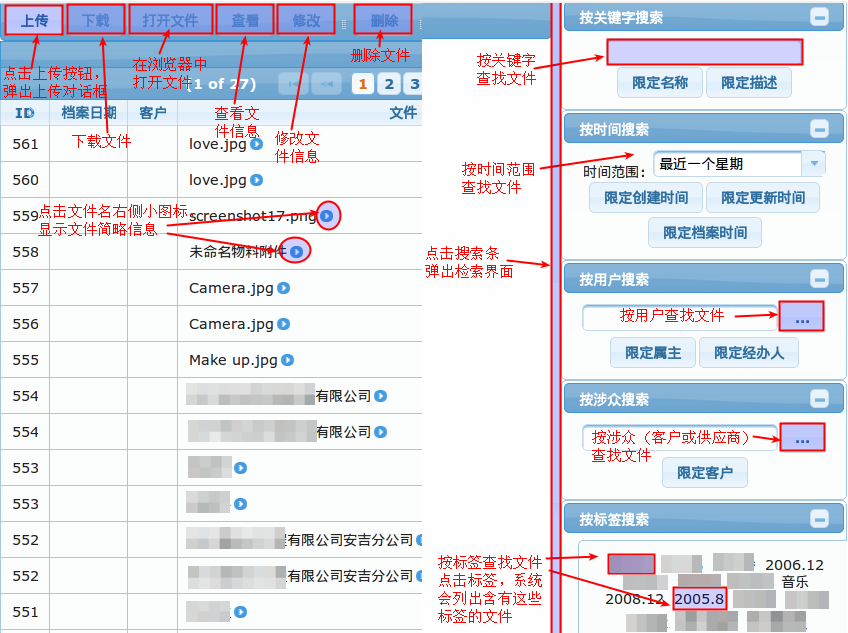 上传 下载 打开文件 查看 修改 删除
点击上传按钮，
弹出上传对话框
在浏览器中
打开文件
删除文件
(1 of 27) 1 2 3
查看文
件信息
修改文
件信息
下载文件
ID 档案日期 客户 文件
561 love.jpg
560 love.jpg
559 screenshot17.png
点击文件名右侧小图标，
显示文件简略信息
558 未命名物料附件
557 Camera.jpg
556 Camera.jpg
555 Make up.jpg
554 有限公司
554 有限公司
553
553
552 有限公司安吉分公司
552 有限公司安吉分公司
551
点击搜索条
弹出检索界面
按关键字搜索
按关键字
查找文件
限定名称 限定描述
按时间搜索
按时间范围
查找文件
时间范围: 最近一个星期
限定创建时间 限定更新时间
限定档案时间
按用户搜索
按用户查找文件 ...
限定属主 限定经办人
按涉众搜索
按涉众（客户或供应商） ...
查找文件
限定客户
按标签搜索
按标签查找文件
点击标签，系统
会列出含有这些
标签的文件
2006.12
音乐
2008.12 2005.8